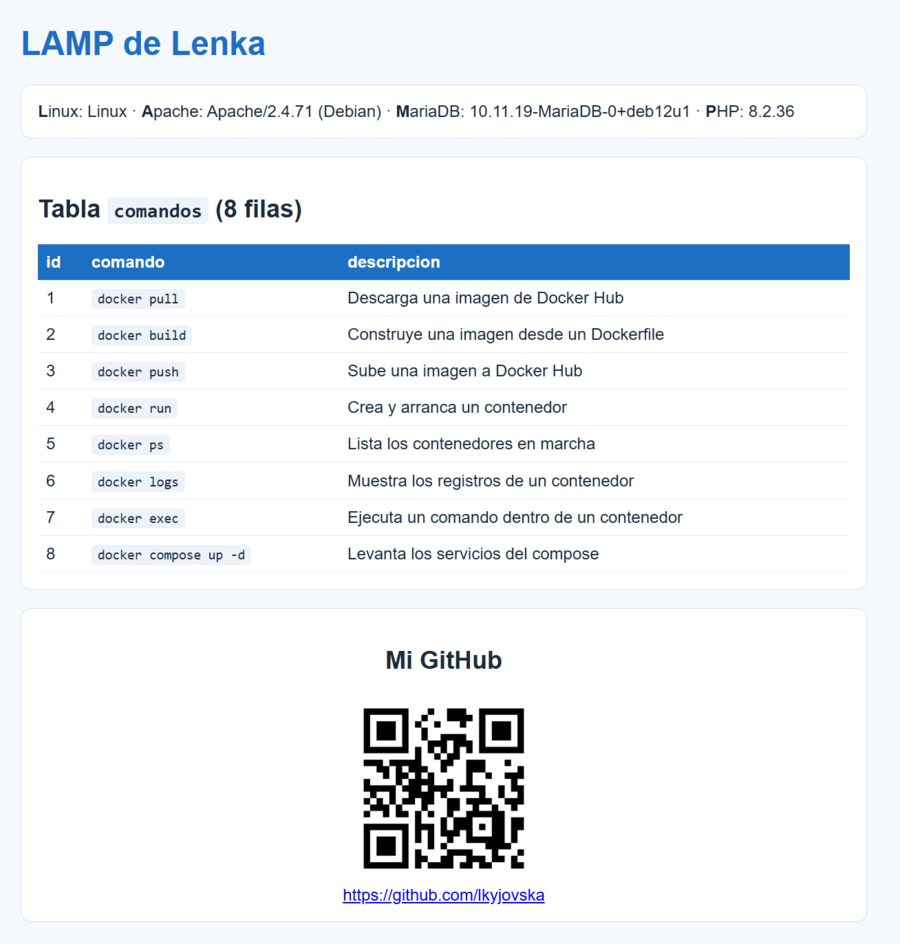 LAMP de Lenka
Linux: Linux · Apache: Apache/2.4.71 (Debian) · MariaDB: 10.11.19-MariaDB-0+deb12u1 · PHP: 8.2.36
Tabla comandos (8 filas)
id comando descripcion
1 docker pull Descarga una imagen de Docker Hub
2 docker build Construye una imagen desde un Dockerfile
3 docker push Sube una imagen a Docker Hub
4 docker run Crea y arranca un contenedor
5 docker ps Lista los contenedores en marcha
6 docker logs Muestra los registros de un contenedor
7 docker exec Ejecuta un comando dentro de un contenedor
8 docker compose up -d Levanta los servicios del compose
Mi GitHub
https://github.com/lkyjovska